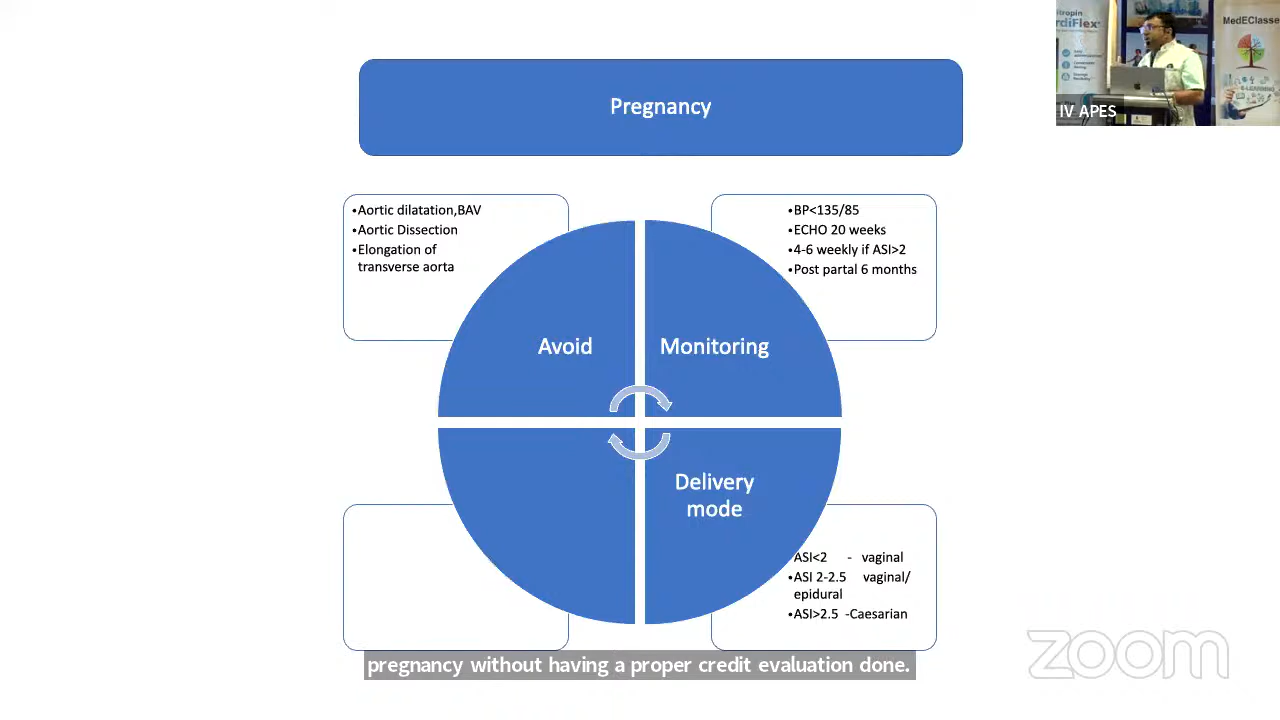 Pregnancy
•Aortic dilatation,BAV
•Aortic Dissection
•Elongation of
transverse aorta
•BP<135/85
•ECHO 20 weeks
•4-6 weekly if ASI>2
•Post partal 6 months
Avoid
Monitoring
Delivery
mode
ASI<2 - vaginal
•ASI 2-2.5 vaginal/
epidural
•ASI>2.5 -Caesarian
pregnancy without having a proper credit evaluation done.
MedEClasse
E-LEARNING
IV APES
zoom